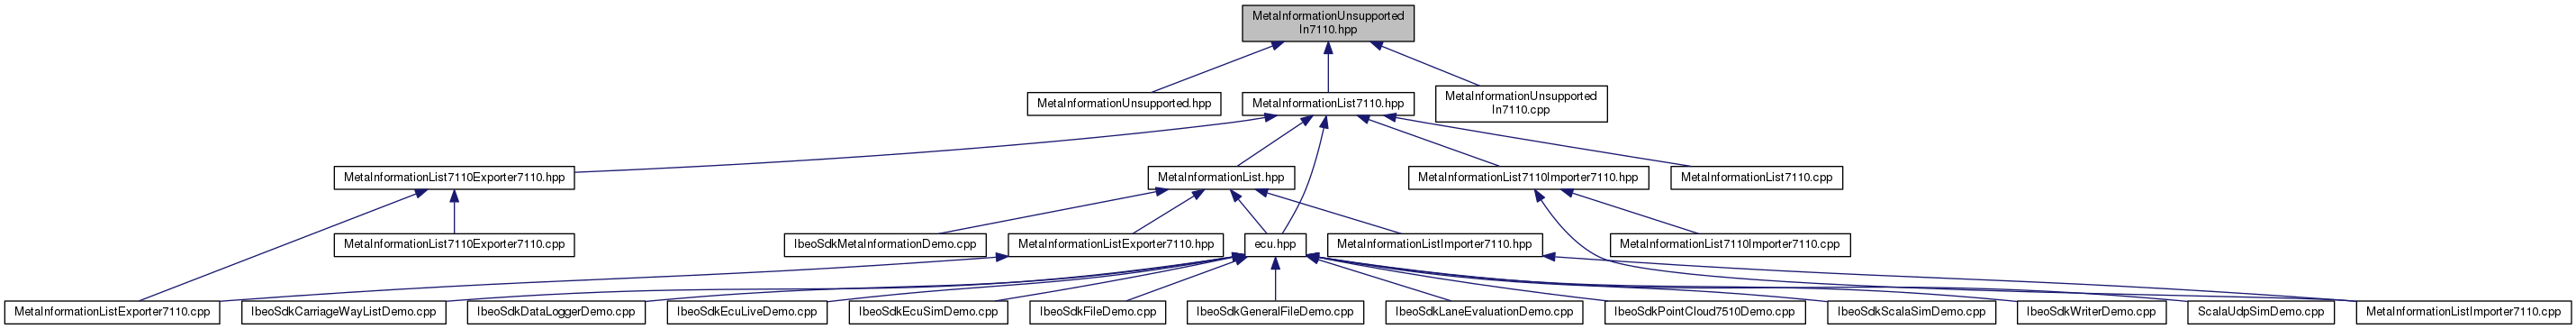 MetaInformationUnsupported
In7110.hpp
MetaInformationUnsupported.hpp
MetaInformationList7110.hpp
MetaInformationUnsupported
In7110.cpp
MetaInformationList7110Exporter7110.hpp
MetaInformationList.hpp
MetaInformationList7110Importer7110.hpp
MetaInformationList7110.cpp
MetaInformationList7110Exporter7110.cpp
IbeoSdkMetaInformationDemo.cpp
MetaInformationListExporter7110.hpp
ecu.hpp
MetaInformationListImporter7110.hpp
MetaInformationList7110Importer7110.cpp
MetaInformationListExporter7110.cpp
IbeoSdkCarriageWayListDemo.cpp
IbeoSdkDataLoggerDemo.cpp
IbeoSdkEcuLiveDemo.cpp
IbeoSdkEcuSimDemo.cpp
IbeoSdkFileDemo.cpp
IbeoSdkGeneralFileDemo.cpp
IbeoSdkLaneEvaluationDemo.cpp
IbeoSdkPointCloud7510Demo.cpp
IbeoSdkScalaSimDemo.cpp
IbeoSdkWriterDemo.cpp
ScalaUdpSimDemo.cpp
MetaInformationListImporter7110.cpp